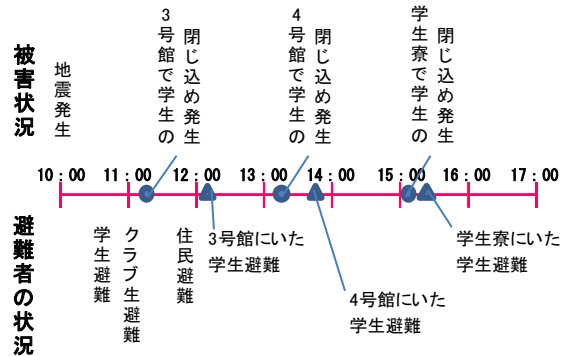 被害状況
地震発生
3号館で学生の
閉じ込め発生
4号館で学生の
閉じ込め発生
学生寮で学生の
閉じ込め発生
10:00 11:00 12:00 13:00 14:00 15:00 16:00 17:00
避難者の状況
学生避難
クラブ生避難
住民避難
3号館にいた
学生避難
4号館にいた
学生避難
学生寮にいた
学生避難